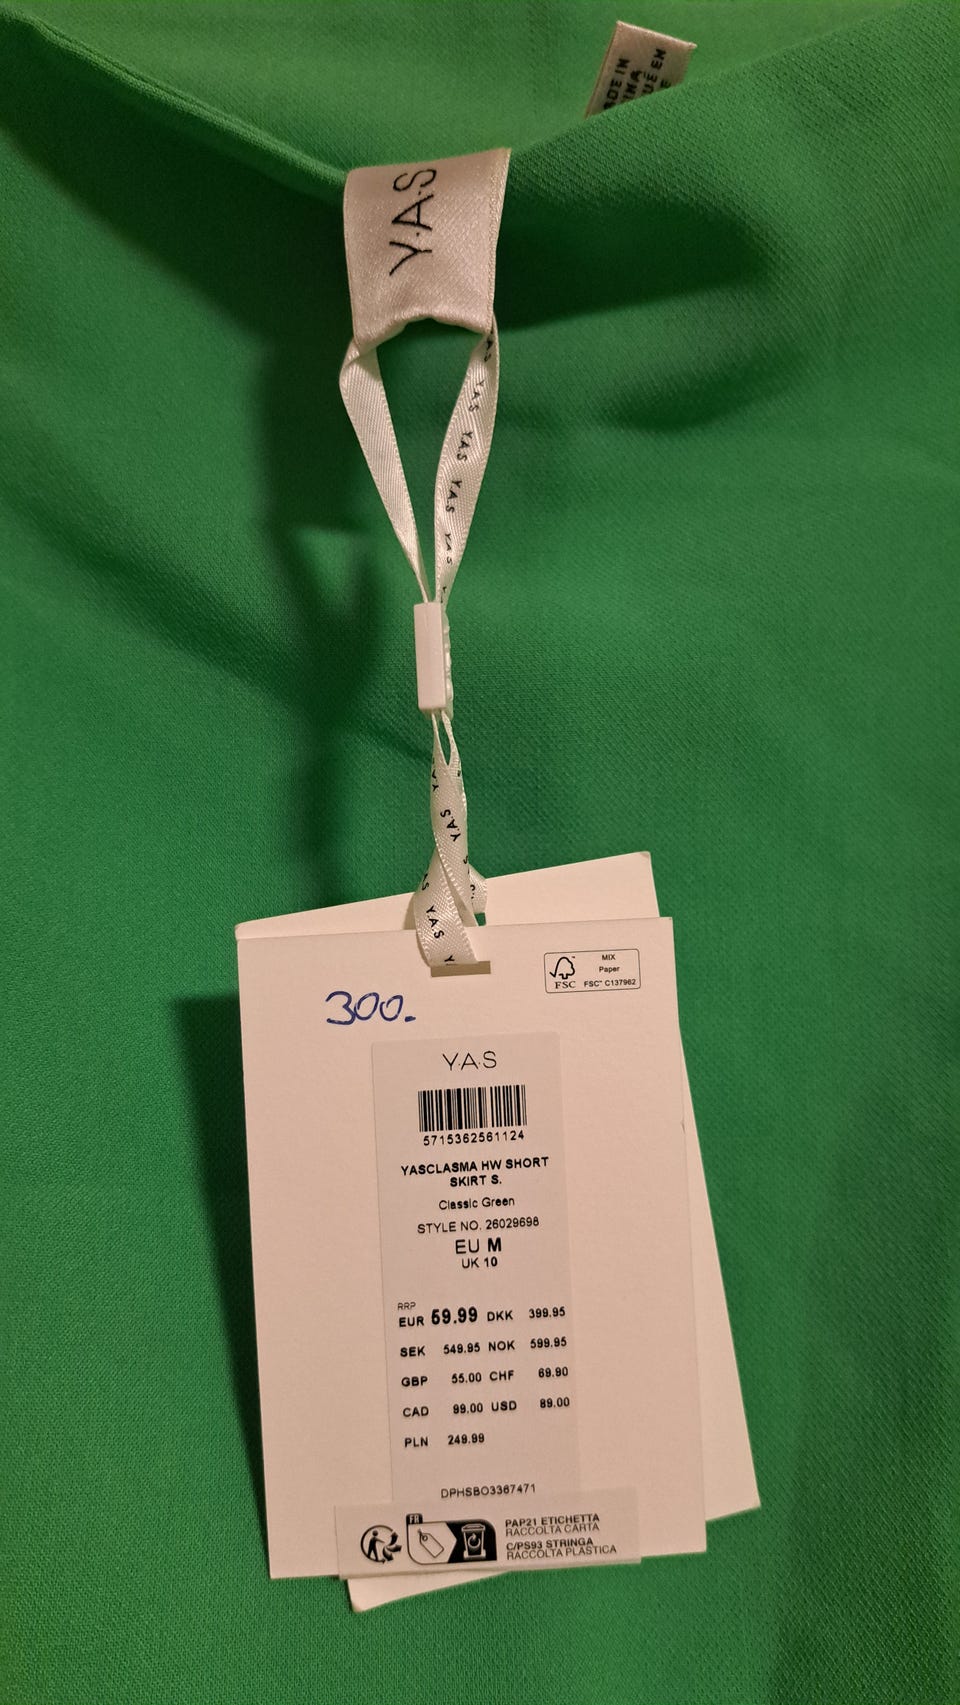 Y.A.S
Y.A.S Y.A.S Y.A.S Y.A.S
Y.A.S
Y.A.S
MIX
Paper
FSC™ FSC® C137962
300.
Y.A.S
5715362561124
YASCLASMA HW SHORT
SKIRT S.
Classic Green
STYLE NO. 26029698
EU M
UK 10
RRP
EUR 59.99 DKK 399.95
SEK 549.95 NOK 599.95
GBP 55.00 CHF 69.90
CAD 99.00 USD 89.00
PLN 249.99
DPHSBO3367471
FR
PAP21 ETICHETTA
RACCOLTA CARTA
C/PS93 STRINGA
RACCOLTA PLASTICA